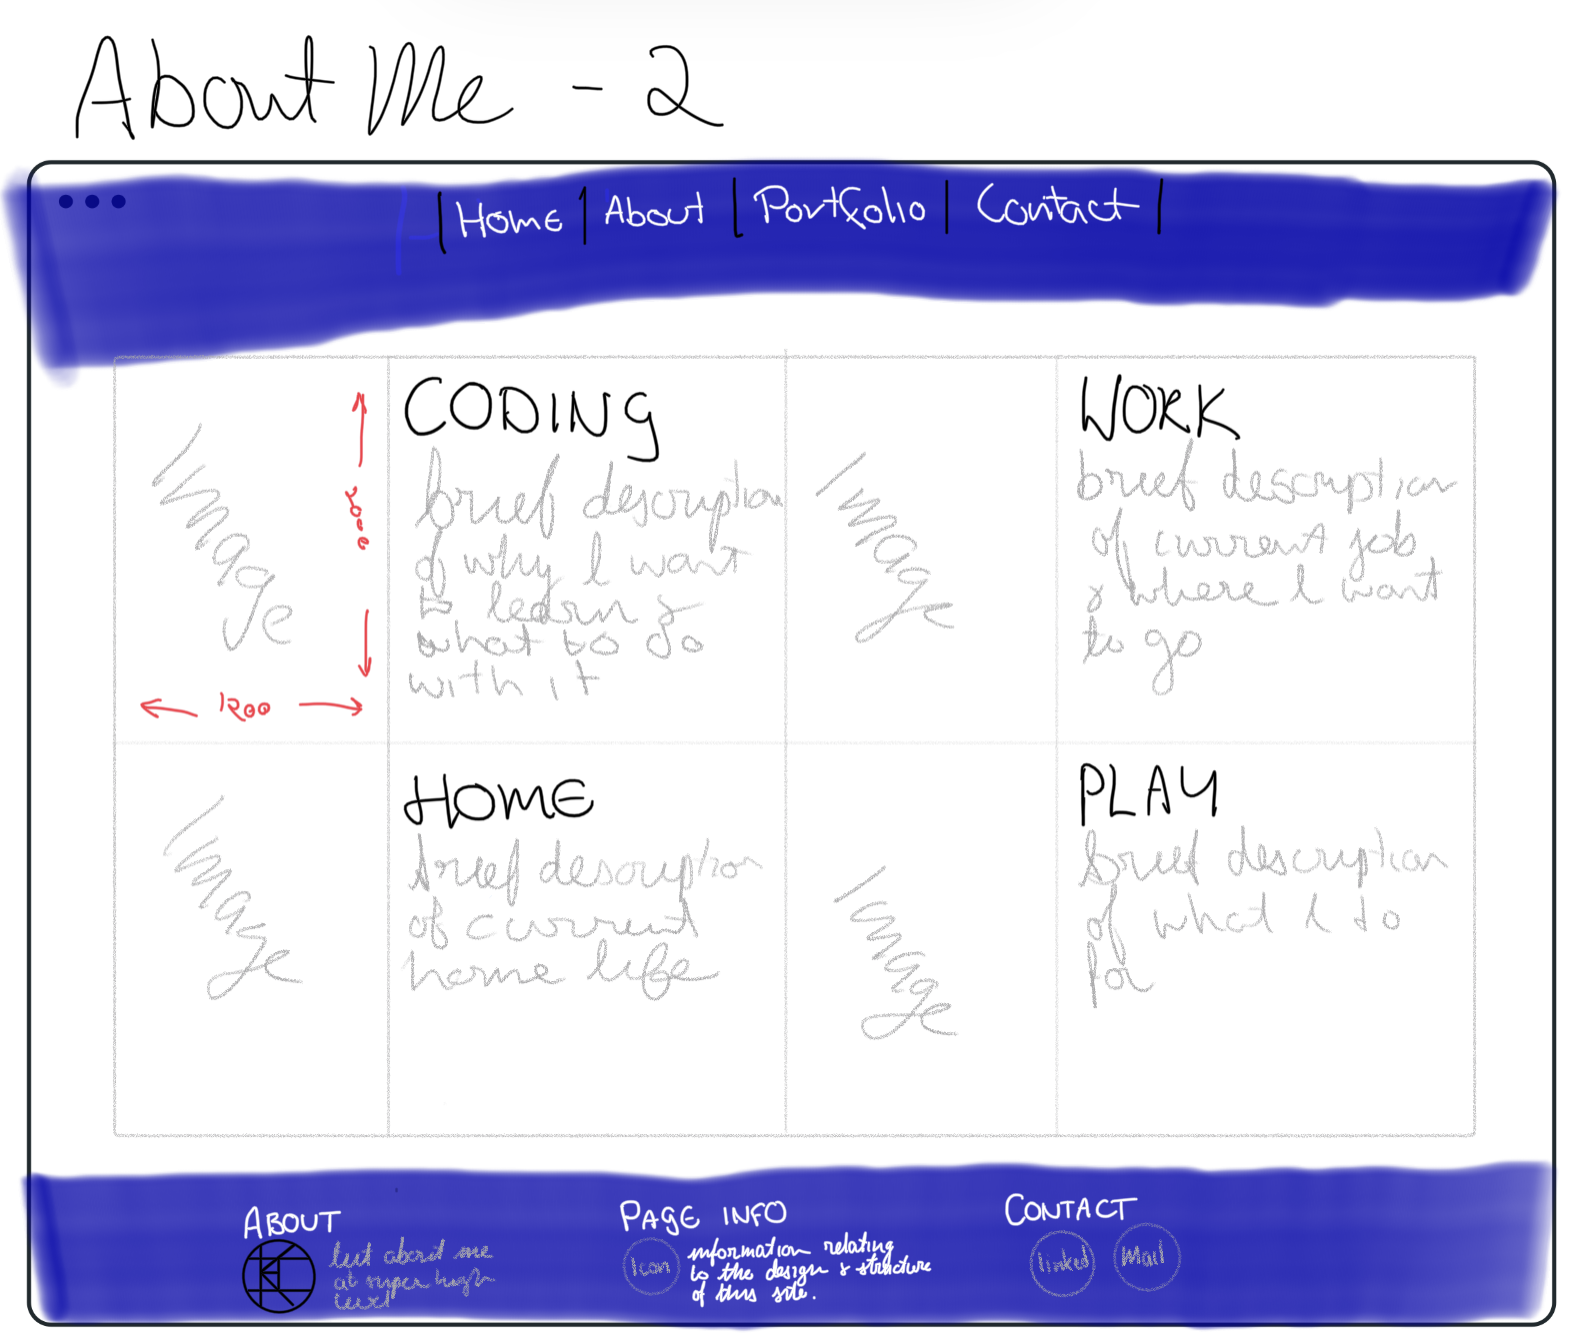 About Me - 2
Home | About | Portfolio | Contact
Image
2000
1200
CODING
brief description
of why I want
to learn &
what to do
with it
Image
WORK
brief description
of current job
& where I want
to go
Image
HOME
brief description
of current
home life
Image
PLAY
brief description
of what I do
for
ABOUT
about me
at super high
level
PAGE INFO
Icon
information relating
to the design & structure
of this site.
CONTACT
linked
Mail